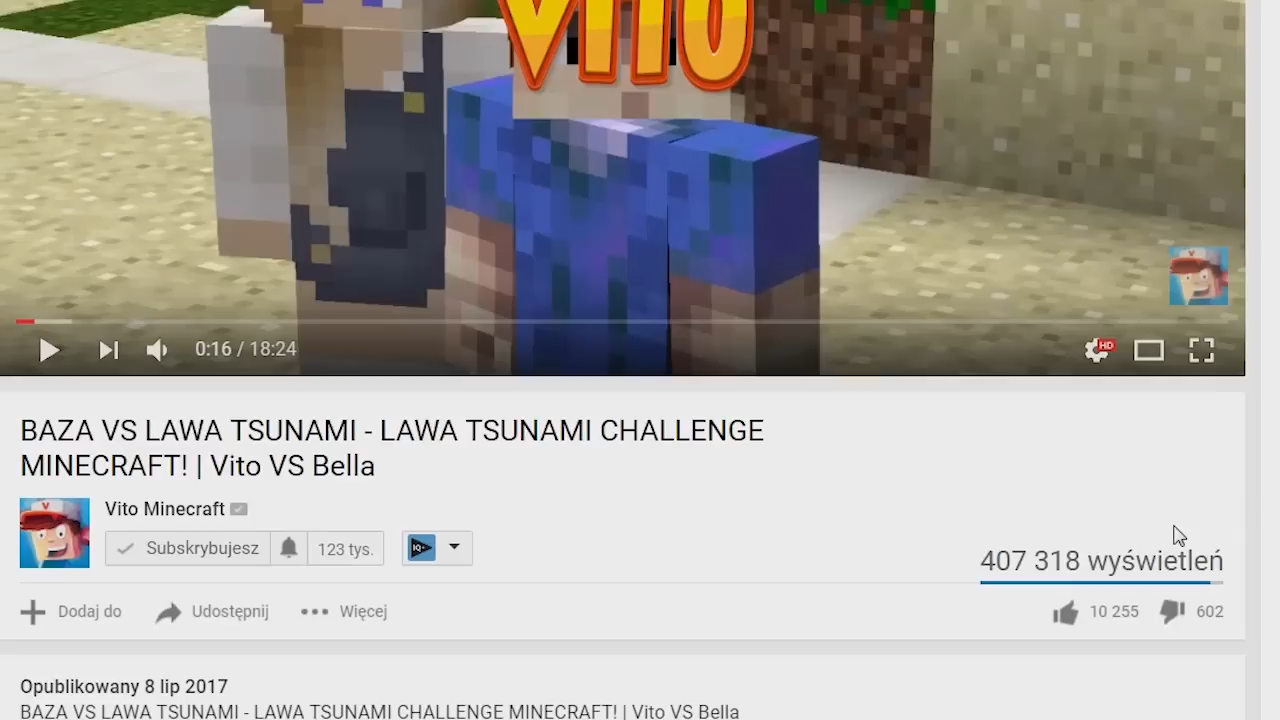 VITO
0:16 / 18:24
HD
BAZA VS LAWA TSUNAMI - LAWA TSUNAMI CHALLENGE
MINECRAFT! | Vito VS Bella
V
Vito Minecraft
Subskrybujesz
123 tys.
IQ+
407 318 wyświetleń
Dodaj do
Udostępnij
Więcej
10 255
602
Opublikowany 8 lip 2017
BAZA VS LAWA TSUNAMI - LAWA TSUNAMI CHALLENGE MINECRAFT! | Vito VS Bella